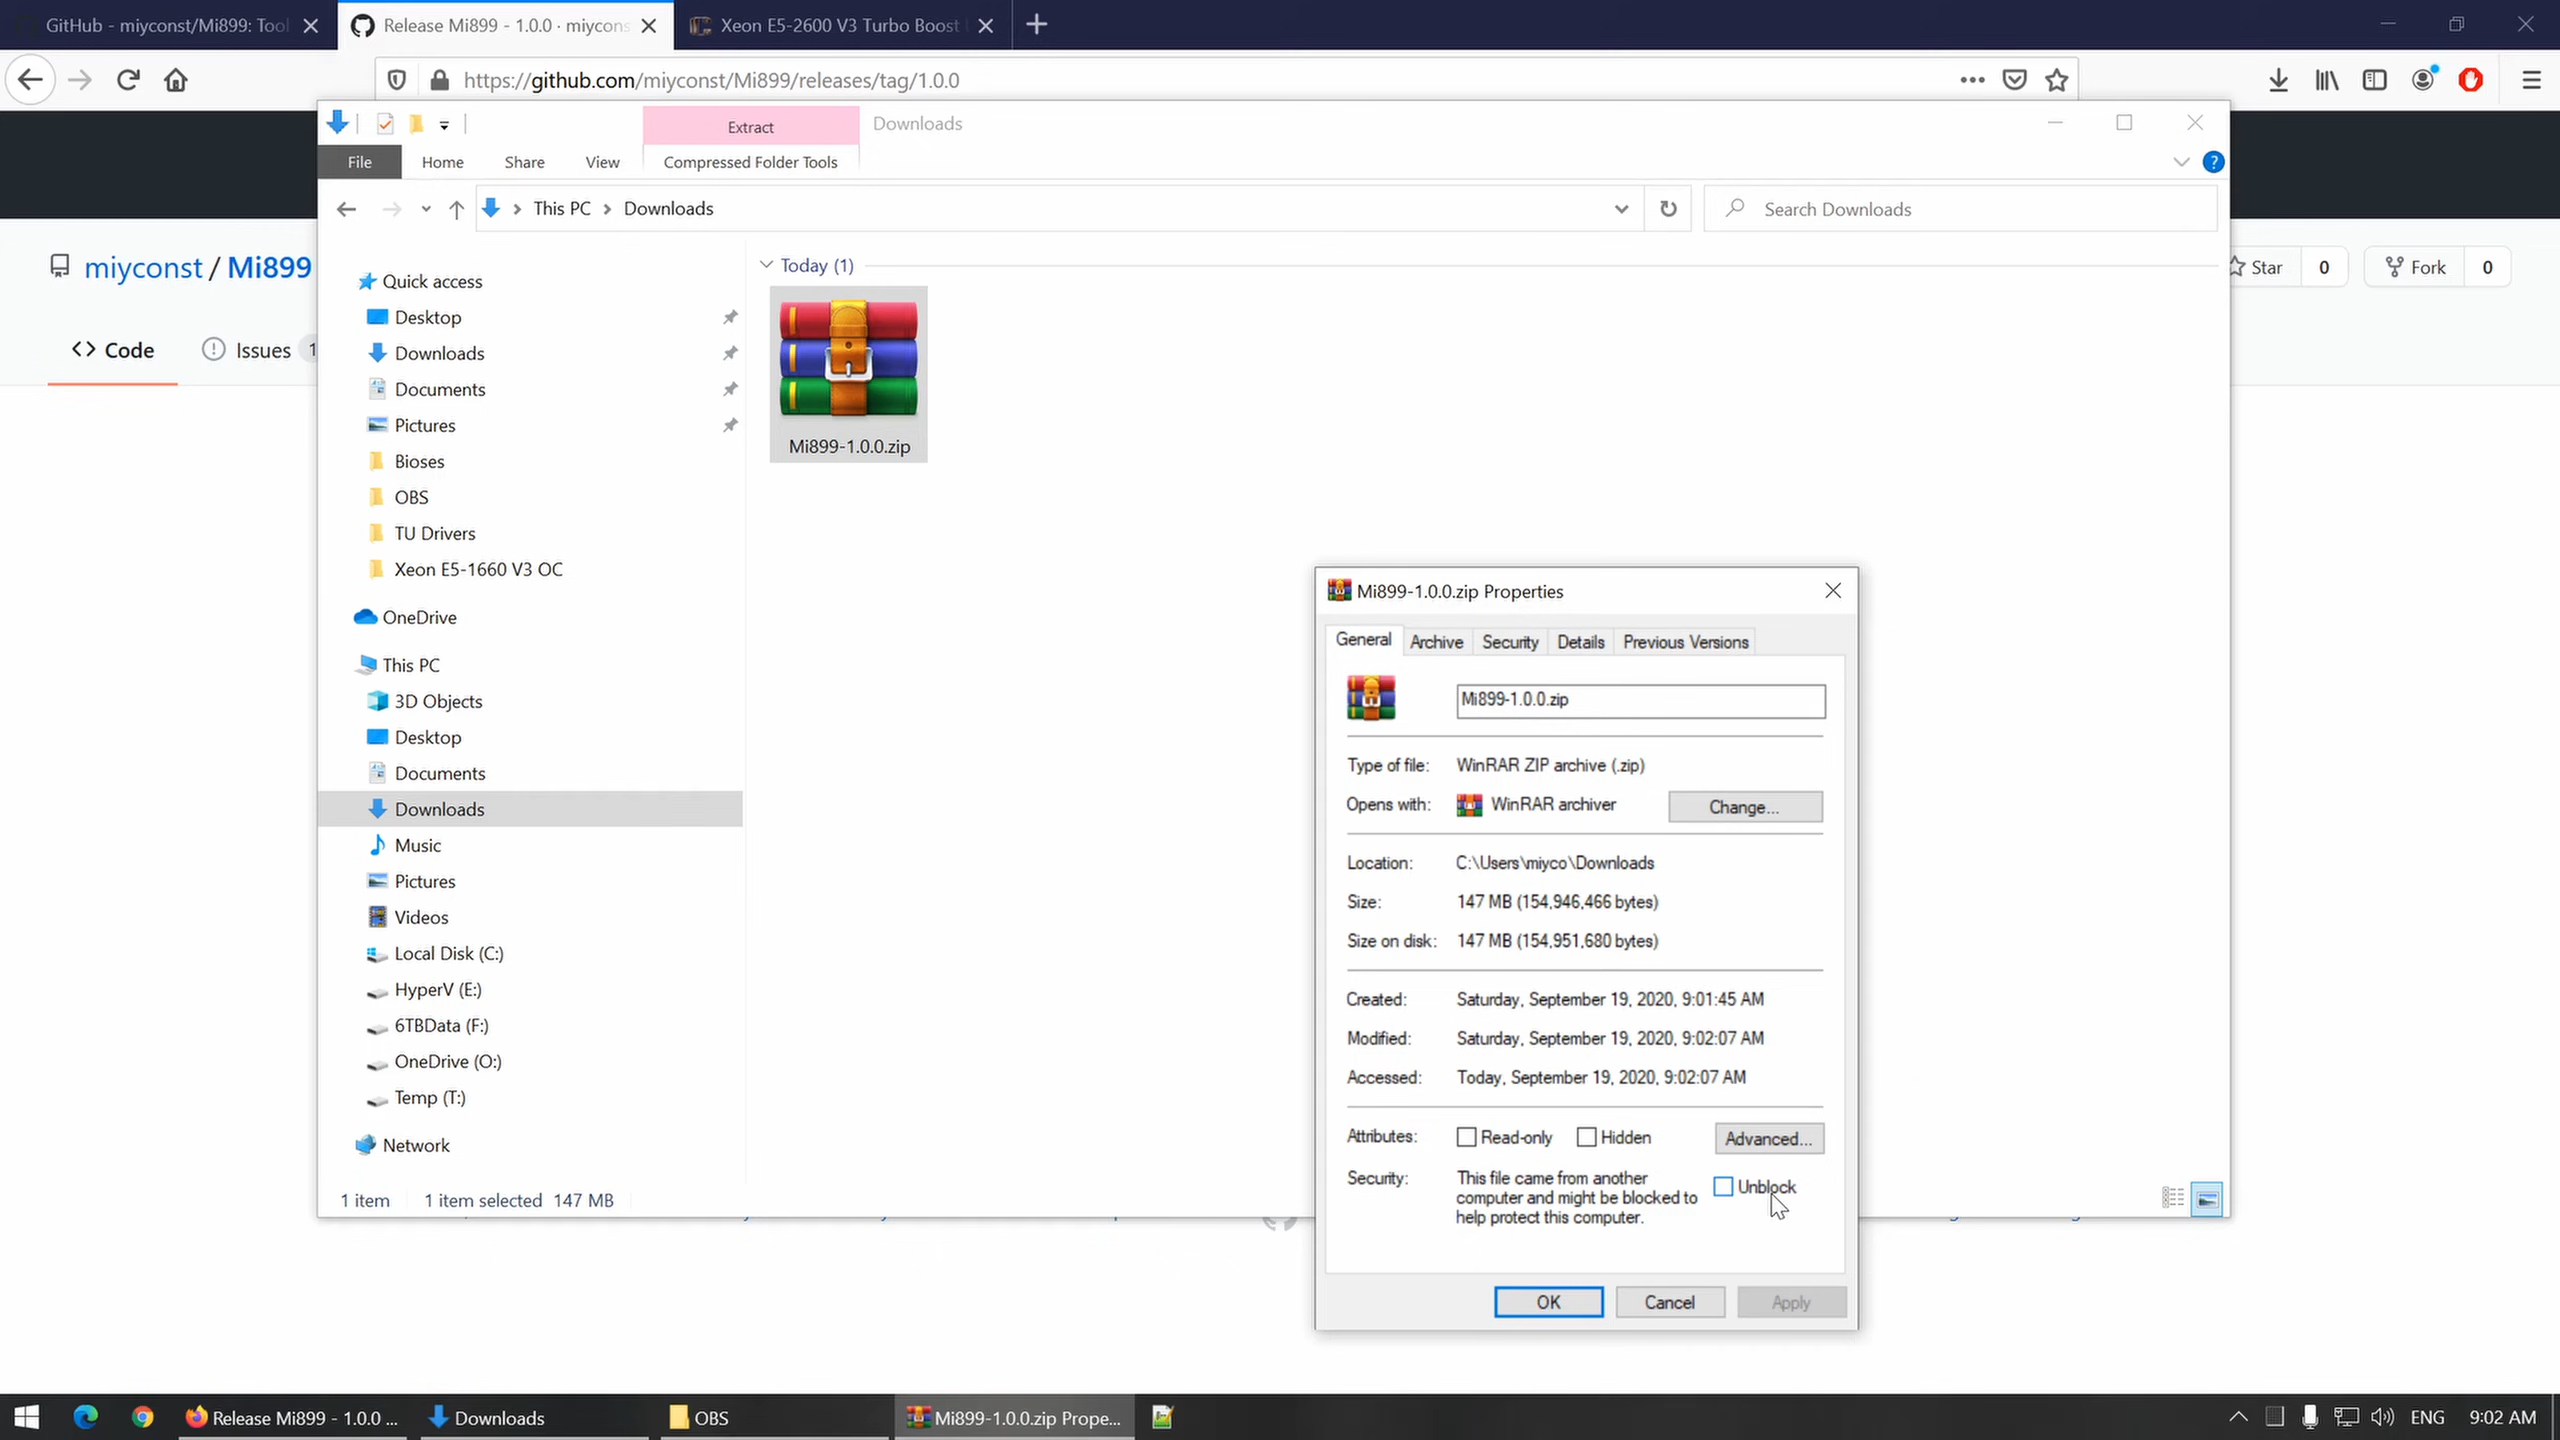 GitHub - miyconst/Mi899: Tool
Release Mi899 - 1.0.0 · miycons
Xeon E5-2600 V3 Turbo Boost
https://github.com/miyconst/Mi899/releases/tag/1.0.0
Extract
Downloads
File
Home
Share
View
Compressed Folder Tools
This PC
Downloads
Search Downloads
miyconst / Mi899
Star
0
Fork
0
Code
Issues
1
Quick access
Desktop
Downloads
Documents
Pictures
Bioses
OBS
TU Drivers
Xeon E5-1660 V3 OC
OneDrive
This PC
3D Objects
Desktop
Documents
Downloads
Music
Pictures
Videos
Local Disk (C:)
HyperV (E:)
6TBData (F:)
OneDrive (O:)
Temp (T:)
Network
Today (1)
Mi899-1.0.0.zip
1 item
1 item selected 147 MB
Mi899-1.0.0.zip Properties
General
Archive
Security
Details
Previous Versions
Mi899-1.0.0.zip
Type of file: WinRAR ZIP archive (.zip)
Opens with: WinRAR archiver
Change...
Location: C:\Users\miyco\Downloads
Size: 147 MB (154,946,466 bytes)
Size on disk: 147 MB (154,951,680 bytes)
Created: Saturday, September 19, 2020, 9:01:45 AM
Modified: Saturday, September 19, 2020, 9:02:07 AM
Accessed: Today, September 19, 2020, 9:02:07 AM
Attributes: Read-only Hidden
Advanced...
Security: This file came from another
computer and might be blocked to
help protect this computer.
Unblock
OK
Cancel
Apply
Release Mi899 - 1.0.0 ...
Downloads
OBS
Mi899-1.0.0.zip Prope...
ENG
9:02 AM